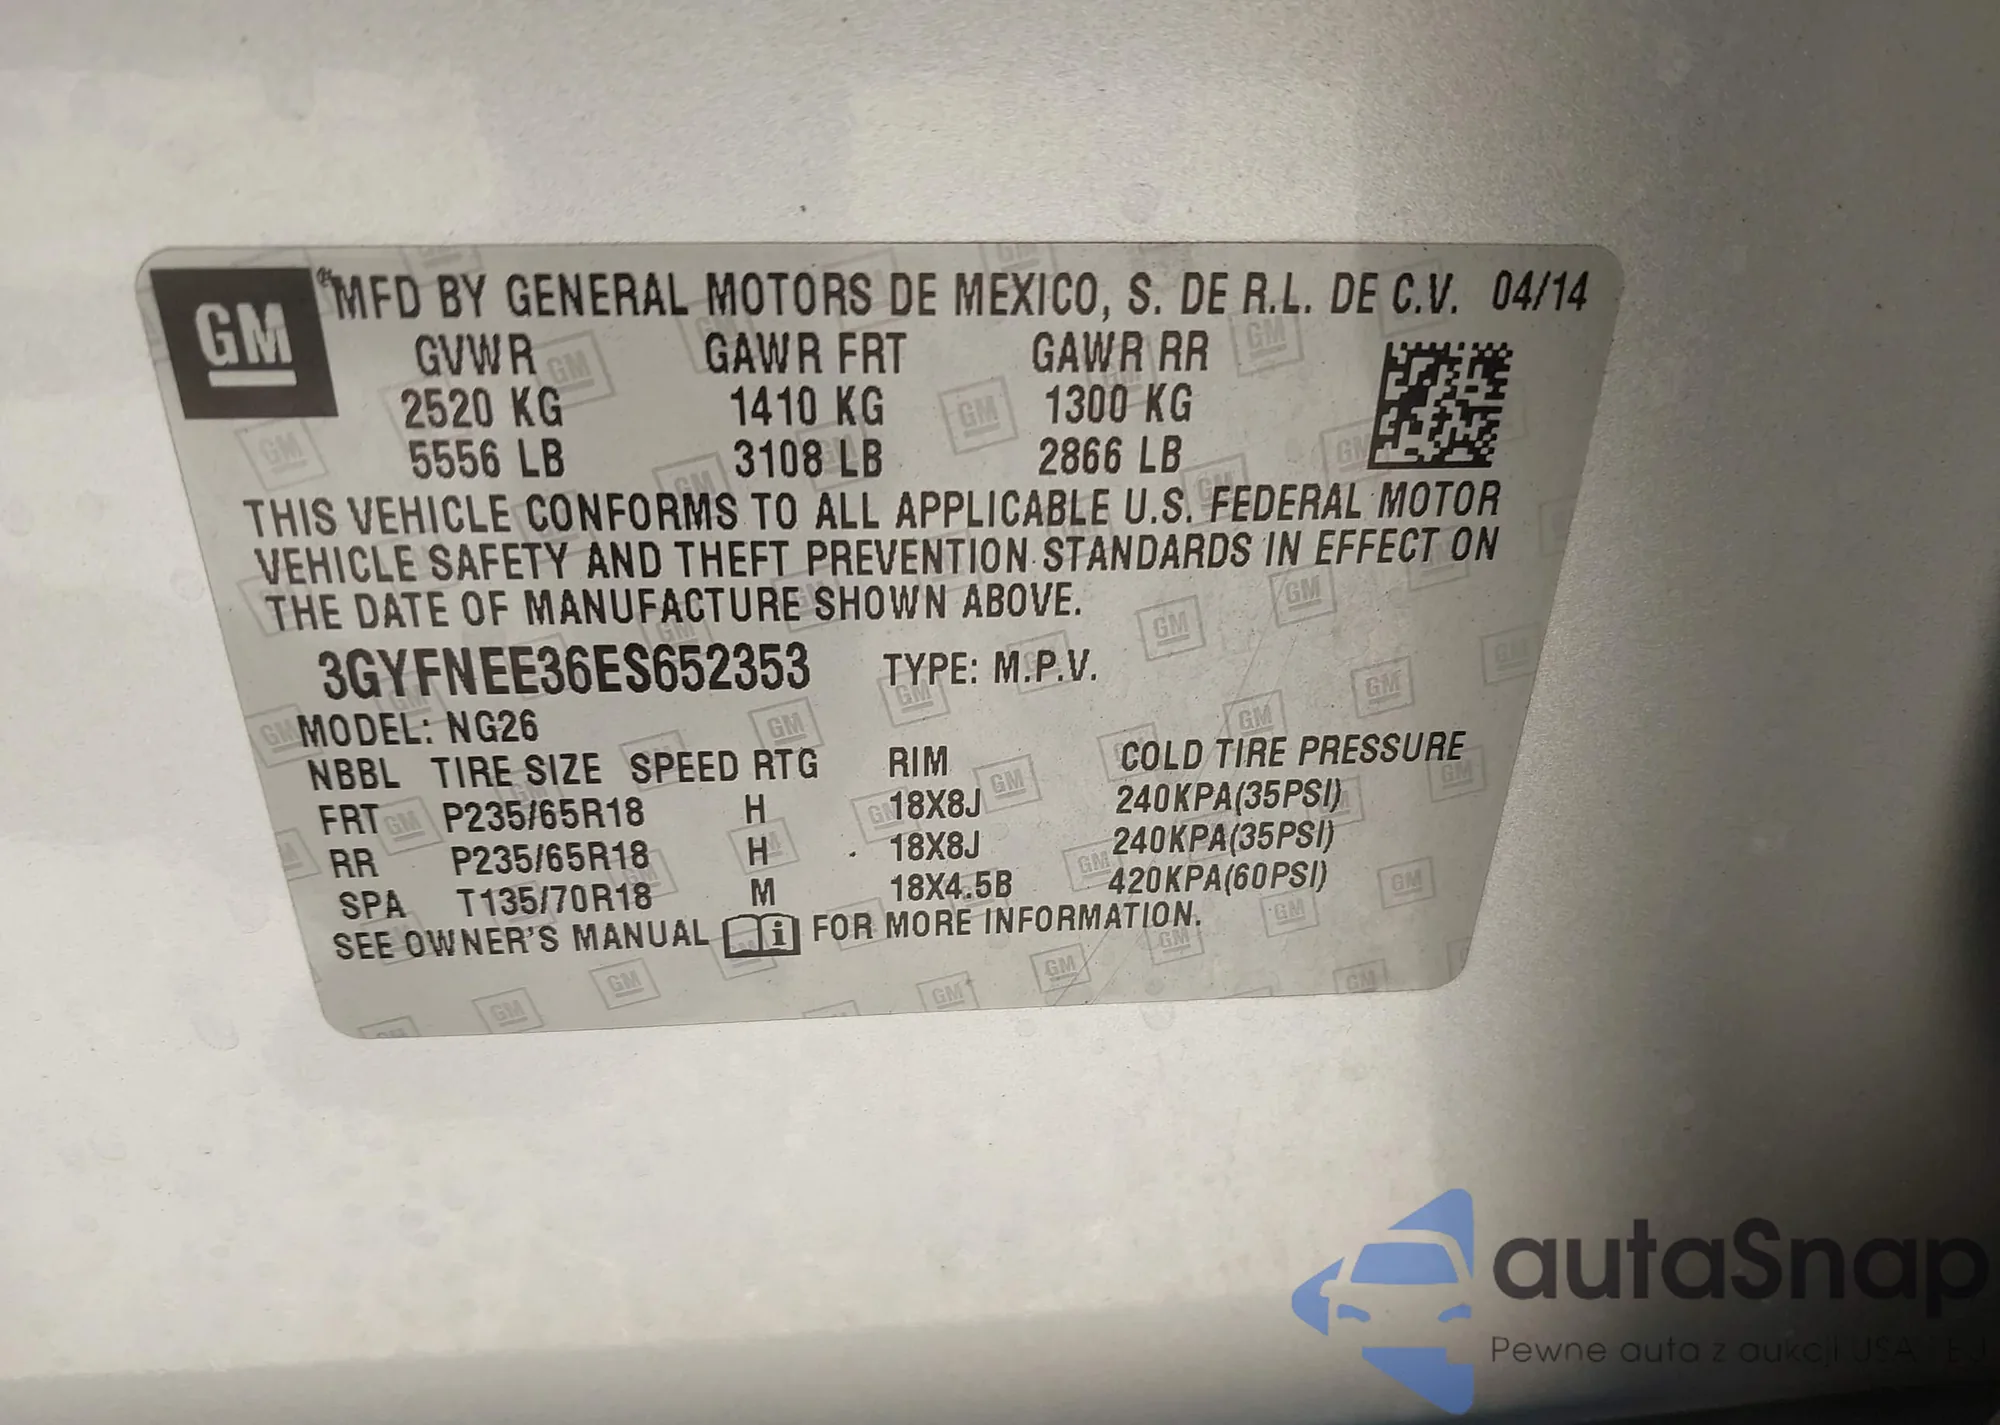 GM
MFD BY GENERAL MOTORS DE MEXICO, S. DE R.L. DE C.V. 04/14
GVWR GAWR FRT GAWR RR
2520 KG 1410 KG 1300 KG
5556 LB 3108 LB 2866 LB
THIS VEHICLE CONFORMS TO ALL APPLICABLE U.S. FEDERAL MOTOR
VEHICLE SAFETY AND THEFT PREVENTION STANDARDS IN EFFECT ON
THE DATE OF MANUFACTURE SHOWN ABOVE.
3GYFNEE36ES652353 TYPE: M.P.V.
MODEL: NG26
NBBL TIRE SIZE SPEED RTG RIM COLD TIRE PRESSURE
FRT P235/65R18 H 18X8J 240KPA(35PSI)
RR P235/65R18 H 18X8J 240KPA(35PSI)
SPA T135/70R18 M 18X4.5B 420KPA(60PSI)
SEE OWNER'S MANUAL i FOR MORE INFORMATION.
autaSnap
Pewne auta z aukcji USA